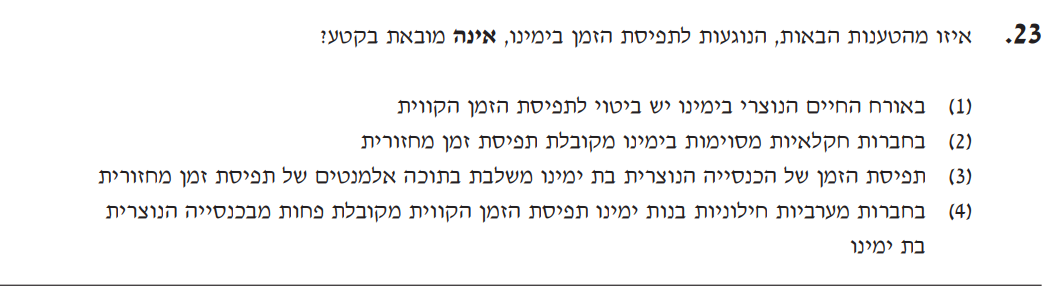 23. איזו מהטענות הבאות, הנוגעות לתפיסת הזמן בימינו, אינה מובאת בקטע?
(1) באורח החיים הנוצרי בימינו יש ביטוי לתפיסת הזמן הקווית
(2) בחברות חקלאיות מסוימות בימינו מקובלת תפיסת זמן מחזורית
(3) תפיסת הזמן של הכנסייה הנוצרית בת ימינו משלבת בתוכה אלמנטים של תפיסת זמן מחזורית
(4) בחברות מערביות חילוניות בנות ימינו תפיסת הזמן הקווית מקובלת פחות מבכנסייה הנוצרית
בת ימינו